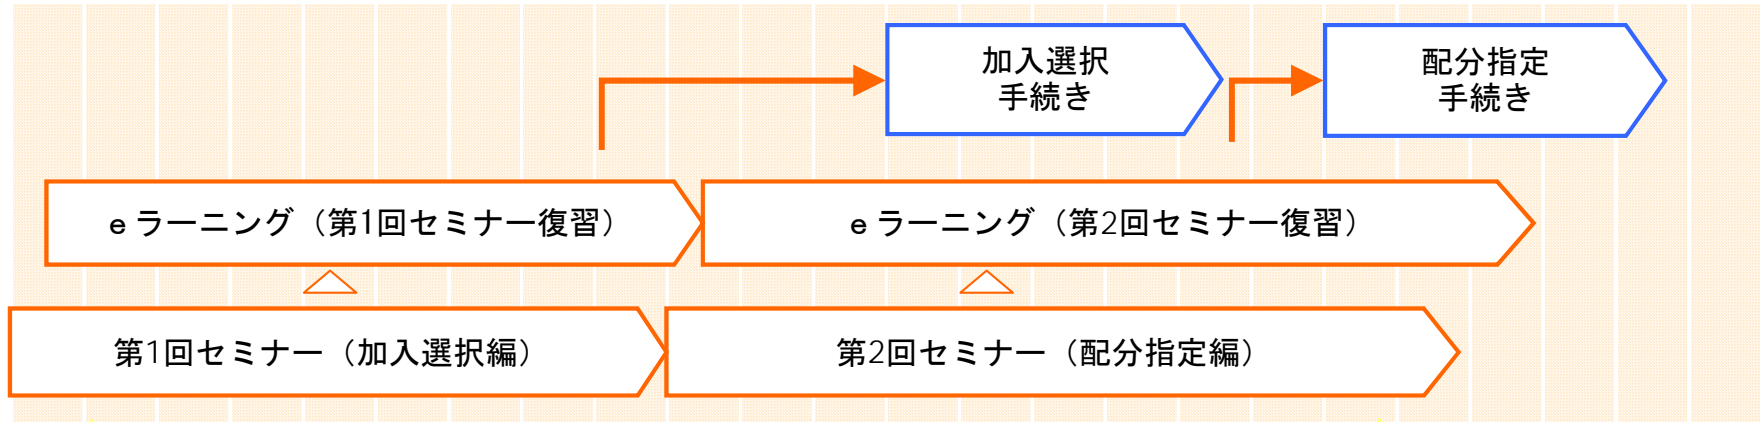 加入選択
手続き
配分指定
手続き
eラーニング（第1回セミナー復習）
eラーニング（第2回セミナー復習）
第1回セミナー（加入選択編）
第2回セミナー（配分指定編）